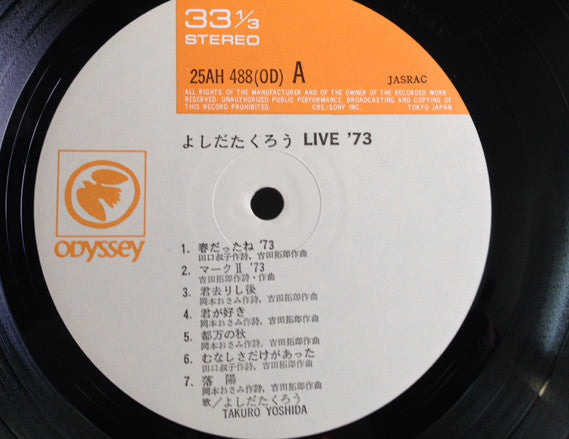 33 1/3
STEREO
25AH 488(OD) A
JASRAC
ALL RIGHTS OF THE MANUFACTURER AND OF THE OWNER OF THE RECORDED WORK
RESERVED. UNAUTHORIZED PUBLIC PERFORMANCE, BROADCASTING AND COPYING OF
THIS RECORD PROHIBITED. CBS/SONY INC. TOKYO JAPAN.
よしだたくろう LIVE '73
ODYSSEY
1. 春だったね '73
田口叔子作詩、吉田拓郎作曲
2. マークⅡ '73
吉田拓郎作詩・作曲
3. 君去りし後
岡本おさみ作詩、吉田拓郎作曲
4. 君が好き
岡本おさみ作詩、吉田拓郎作曲
5. 都万の秋
岡本おさみ作詩、吉田拓郎作曲
6. むなしさだけがあった
田口叔子作詩、吉田拓郎作曲
7. 落 陽
岡本おさみ作詩、吉田拓郎作曲
歌/よしだたくろう
TAKURO YOSHIDA